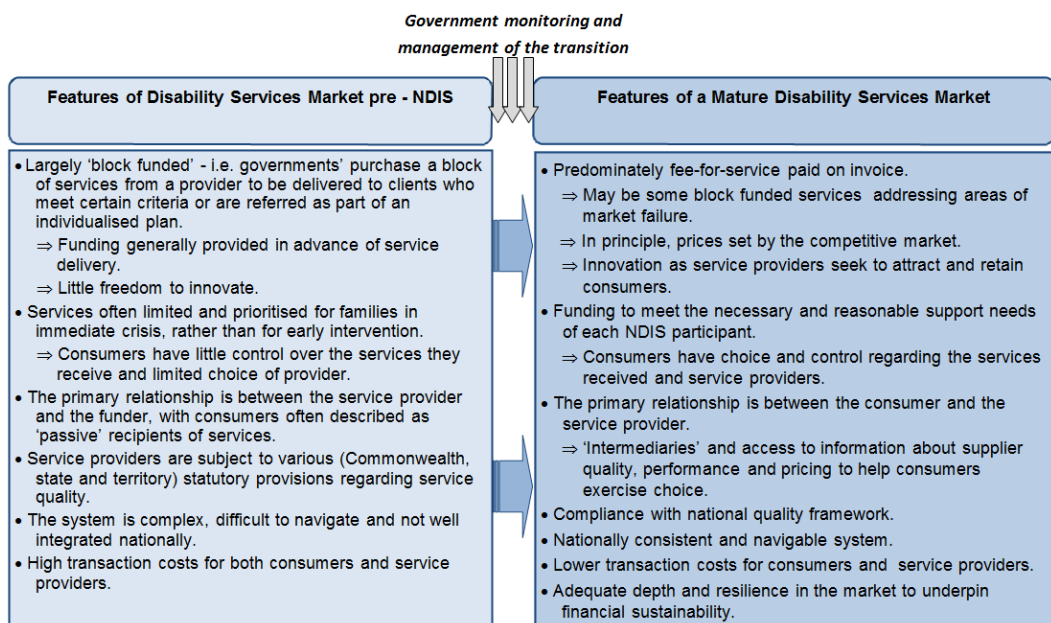 Government monitoring and
management of the transition
Features of Disability Services Market pre - NDIS
• Largely ‘block funded’ - i.e. governments’ purchase a block
of services from a provider to be delivered to clients who
meet certain criteria or are referred as part of an
individualised plan.
⇒ Funding generally provided in advance of service
delivery.
⇒ Little freedom to innovate.
• Services often limited and prioritised for families in
immediate crisis, rather than for early intervention.
⇒ Consumers have little control over the services they
receive and limited choice of provider.
• The primary relationship is between the service provider
and the funder, with consumers often described as
‘passive’ recipients of services.
• Service providers are subject to various (Commonwealth,
state and territory) statutory provisions regarding service
quality.
• The system is complex, difficult to navigate and not well
integrated nationally.
• High transaction costs for both consumers and service
providers.
Features of a Mature Disability Services Market
• Predominately fee-for-service paid on invoice.
⇒ May be some block funded services addressing areas of
market failure.
⇒ In principle, prices set by the competitive market.
⇒ Innovation as service providers seek to attract and retain
consumers.
• Funding to meet the necessary and reasonable support needs
of each NDIS participant.
⇒ Consumers have choice and control regarding the services
received and service providers.
• The primary relationship is between the consumer and the
service provider.
⇒ ‘Intermediaries’ and access to information about supplier
quality, performance and pricing to help consumers
exercise choice.
• Compliance with national quality framework.
• Nationally consistent and navigable system.
• Lower transaction costs for consumers and service providers.
• Adequate depth and resilience in the market to underpin
financial sustainability.